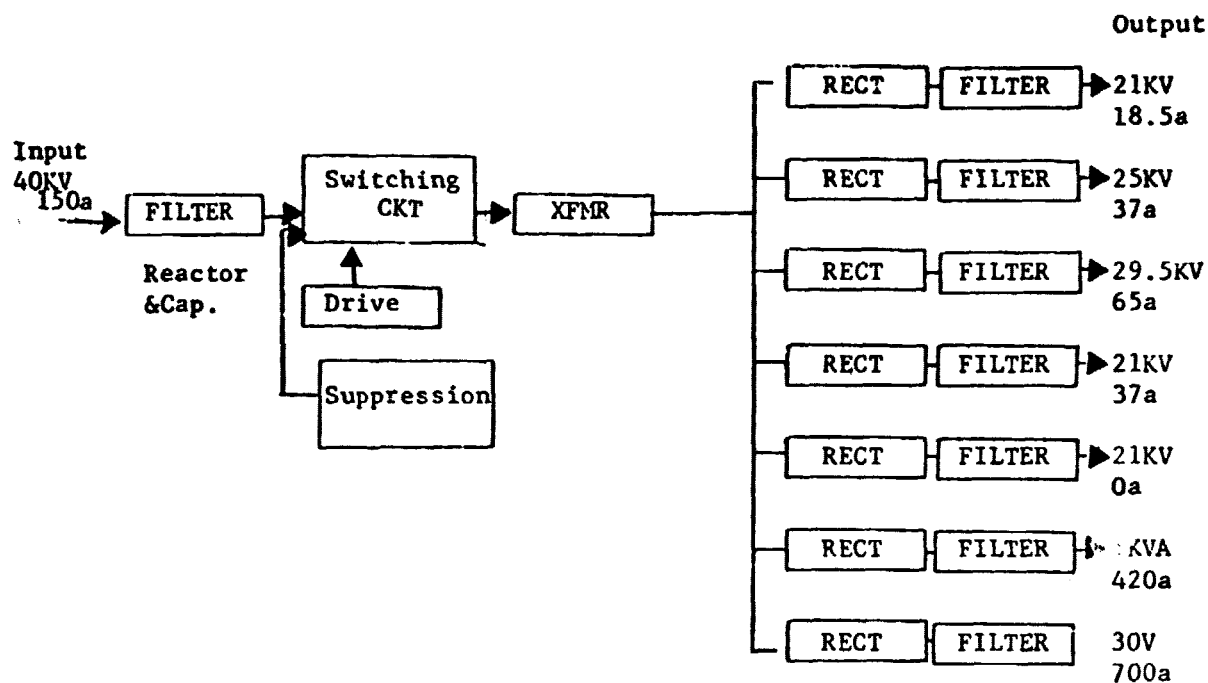 Output
RECT FILTER 21KV
18.5a
Input
40KV
150a
FILTER
Switching
CKT
XFMR
RECT FILTER 25KV
37a
Reactor
&Cap.
Drive
RECT FILTER 29.5KV
65a
Suppression
RECT FILTER 21KV
37a
RECT FILTER 21KV
0a
RECT FILTER KVA
420a
RECT FILTER 30V
700a